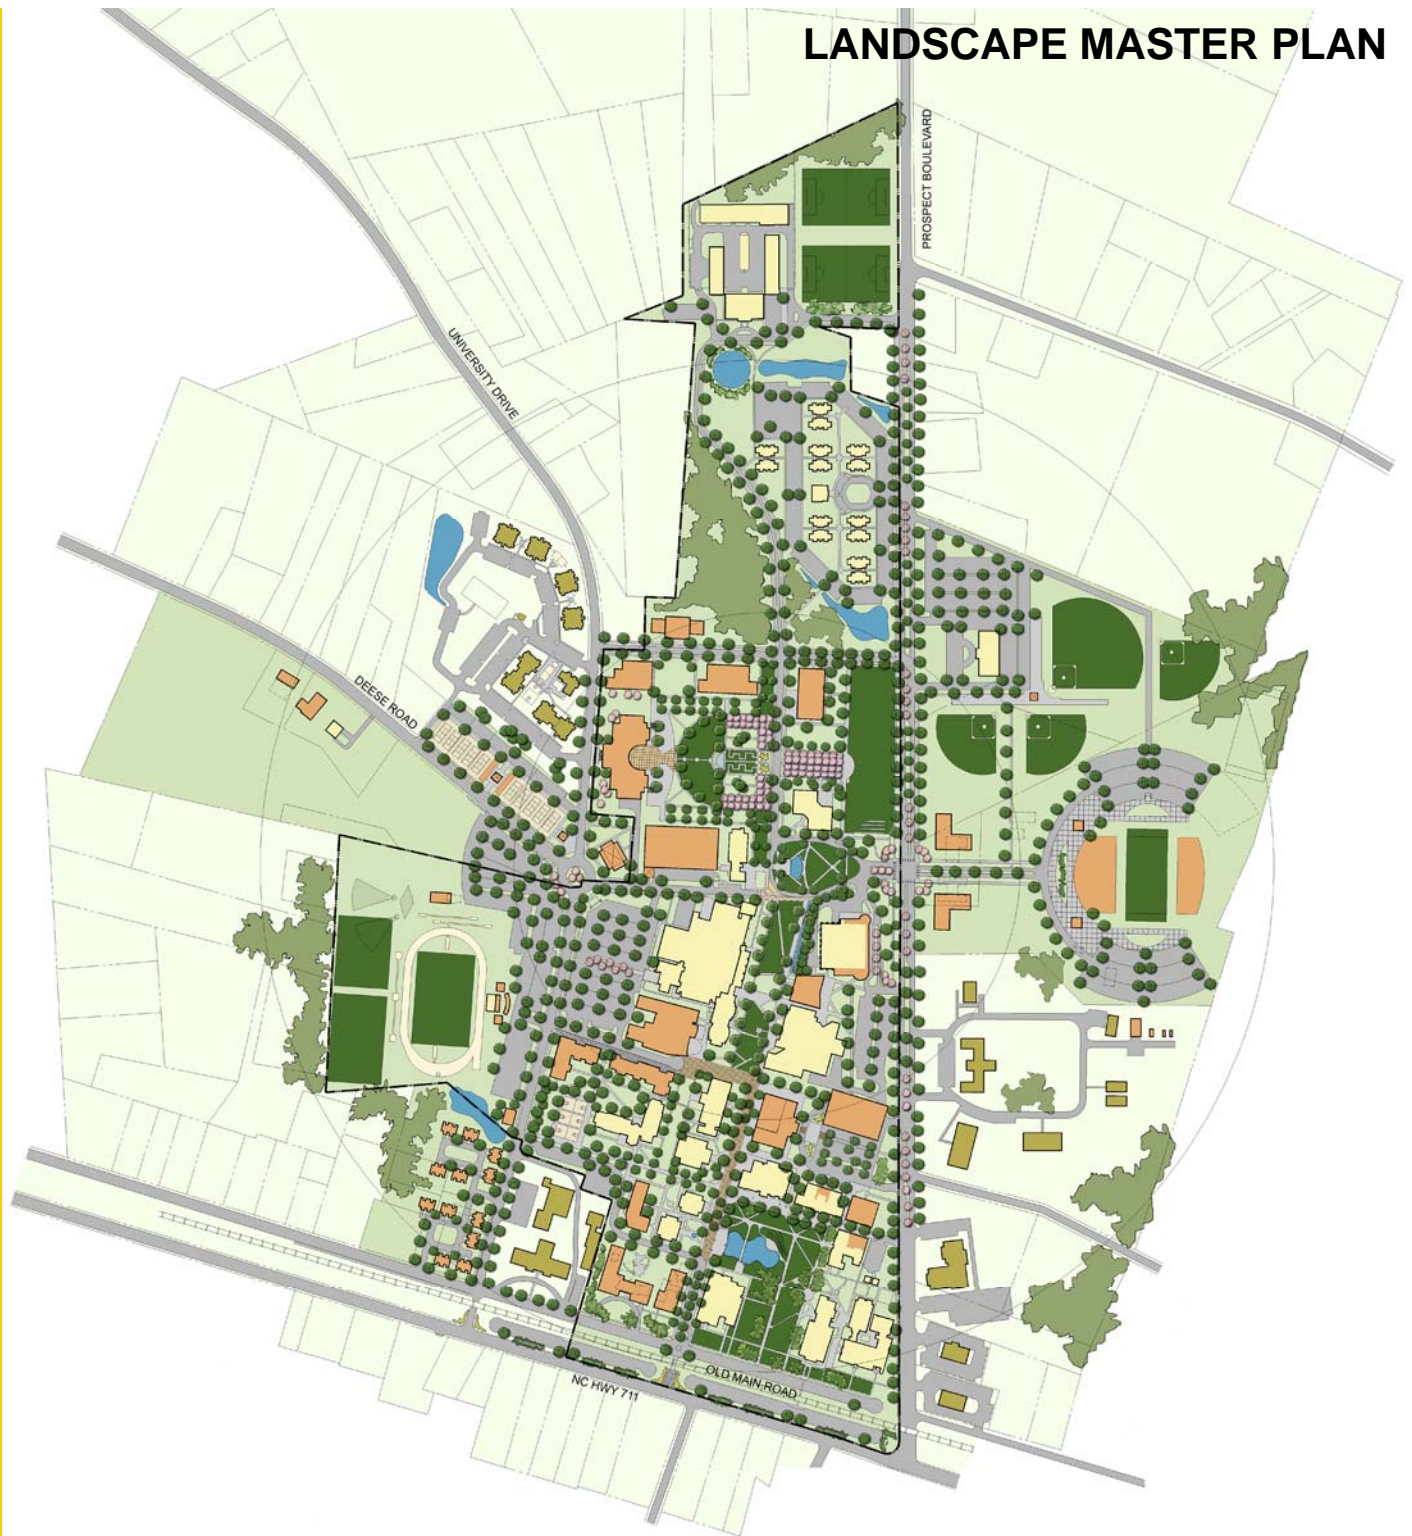 LANDSCAPE MASTER PLAN
PROSPECT BOULEVARD
UNIVERSITY DRIVE
DEESE ROAD
OLD MAIN ROAD
NC HWY 711